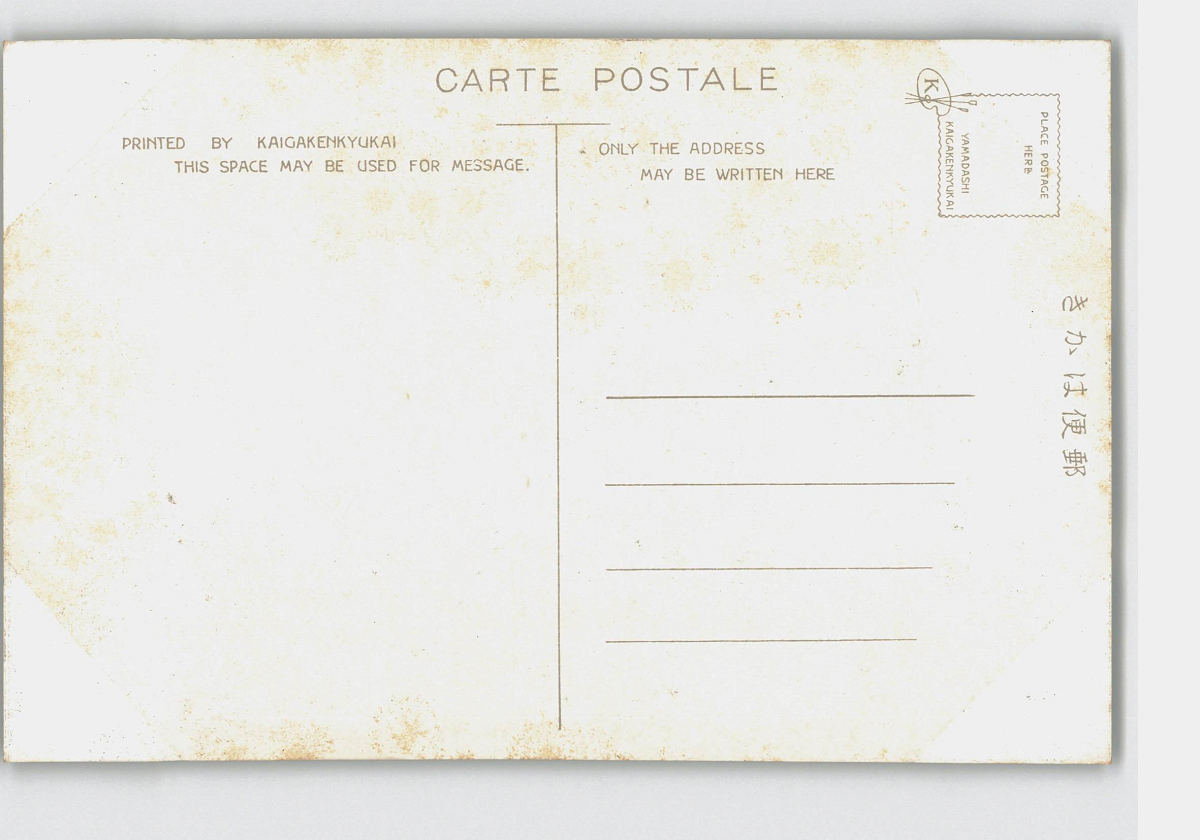 CARTE POSTALE
PRINTED BY KAIGAKENKYUKAI
THIS SPACE MAY BE USED FOR MESSAGE.
ONLY THE ADDRESS
MAY BE WRITTEN HERE
K
PLACE POSTAGE
HERE
YAMADASHI
KAIGAKENKYUKAI
きかは便郵